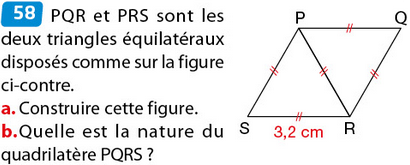 58 PQR et PRS sont les
deux triangles équilatéraux
disposés comme sur la figure
ci-contre.
a. Construire cette figure.
b. Quelle est la nature du
quadrilatère PQRS ?
P
Q
S
R
3,2 cm